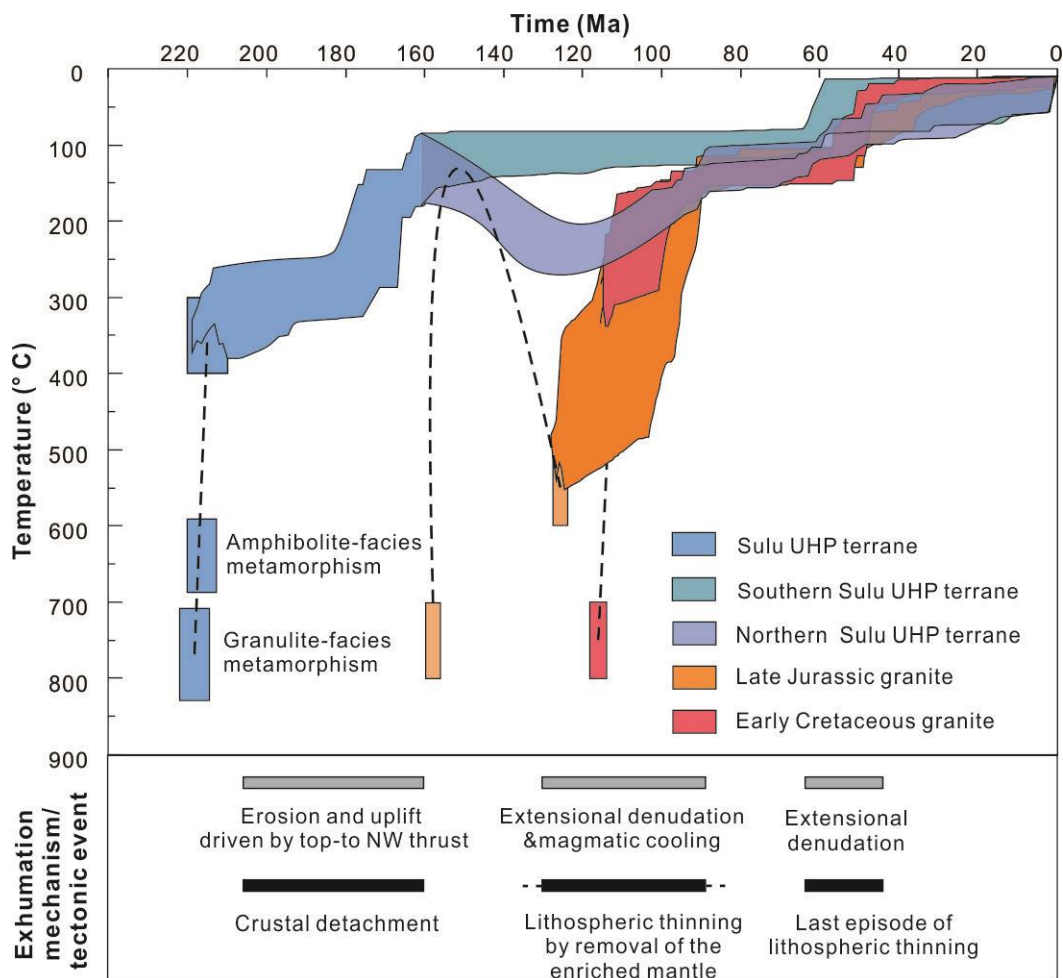 Time (Ma)
220 200 180 160 140 120 100 80 60 40 20 0
0
100
200
300
400
500
600
700
800
900
Temperature (° C)
Amphibolite-facies
metamorphism
Granulite-facies
metamorphism
Sulu UHP terrane
Southern Sulu UHP terrane
Northern Sulu UHP terrane
Late Jurassic granite
Early Cretaceous granite
Exhumation
mechanism/
tectonic event
Erosion and uplift
driven by top-to NW thrust
Extensional denudation
&magmatic cooling
Extensional
denudation
Crustal detachment
Lithospheric thinning
by removal of the
enriched mantle
Last episode of
lithospheric thinning